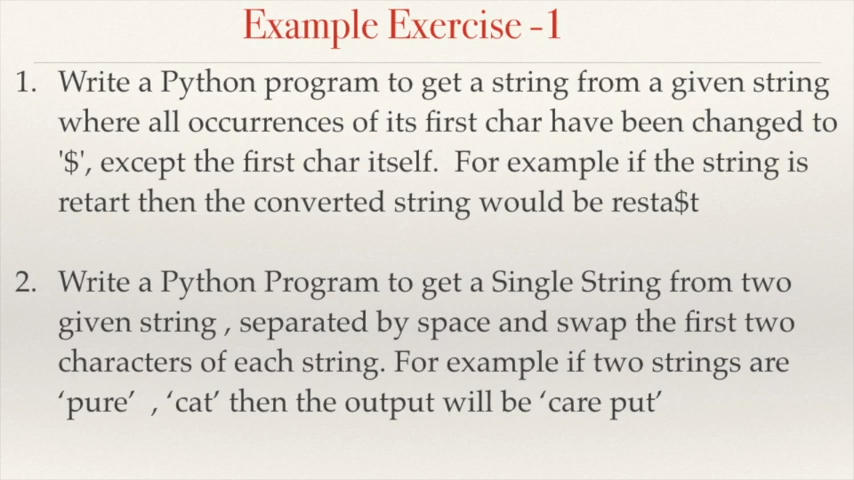 Example Exercise -1
1. Write a Python program to get a string from a given string
where all occurrences of its first char have been changed to
'$', except the first char itself. For example if the string is
retart then the converted string would be resta$t
2. Write a Python Program to get a Single String from two
given string , separated by space and swap the first two
characters of each string. For example if two strings are
‘pure’ , ‘cat’ then the output will be ‘care put’